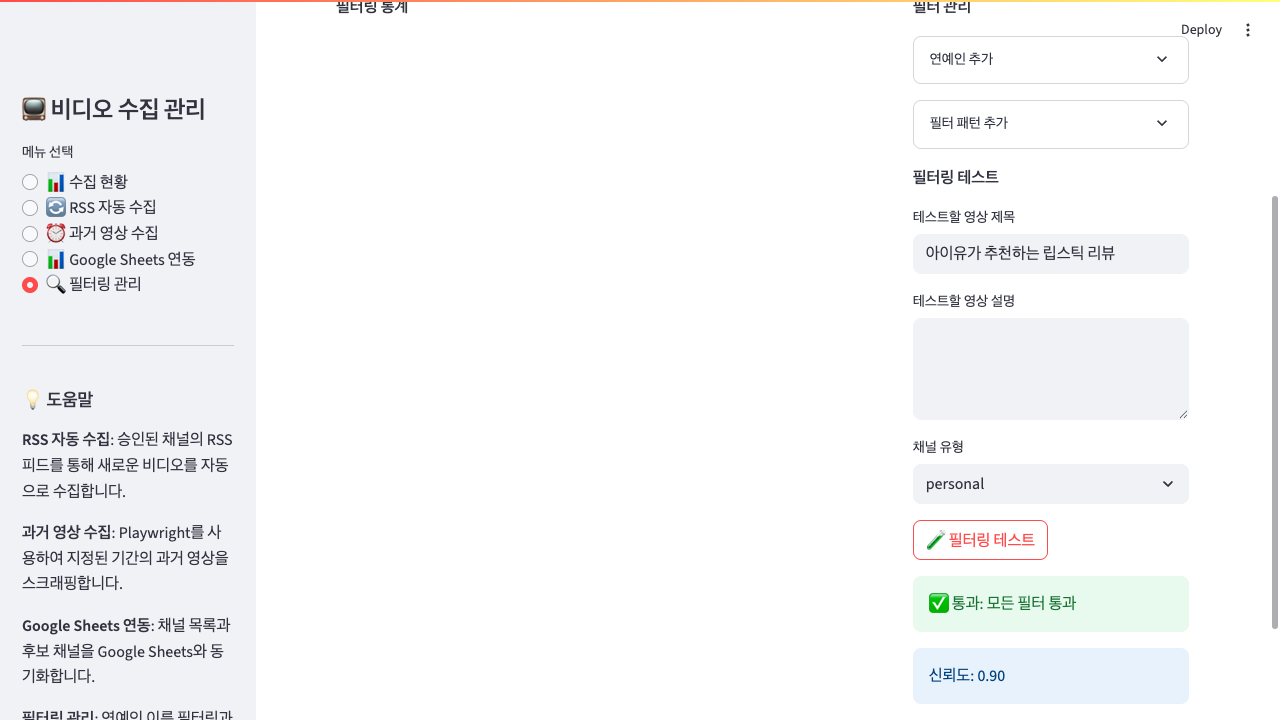 비디오 수집 관리
메뉴 선택
수집 현황
RSS 자동 수집
과거 영상 수집
Google Sheets 연동
필터링 관리
도움말
RSS 자동 수집: 승인된 채널의 RSS
피드를 통해 새로운 비디오를 자동
으로 수집합니다.
과거 영상 수집: Playwright를 사
용하여 지정된 기간의 과거 영상을
스크래핑합니다.
Google Sheets 연동: 채널 목록과
후보 채널을 Google Sheets와 동
기화합니다.
필터링 관리: 연예인 이름 필터링과
필터링 통계
필터 관리
Deploy
연예인 추가
필터 패턴 추가
필터링 테스트
테스트할 영상 제목
아이유가 추천하는 립스틱 리뷰
테스트할 영상 설명
채널 유형
personal
필터링 테스트
통과: 모든 필터 통과
신뢰도: 0.90